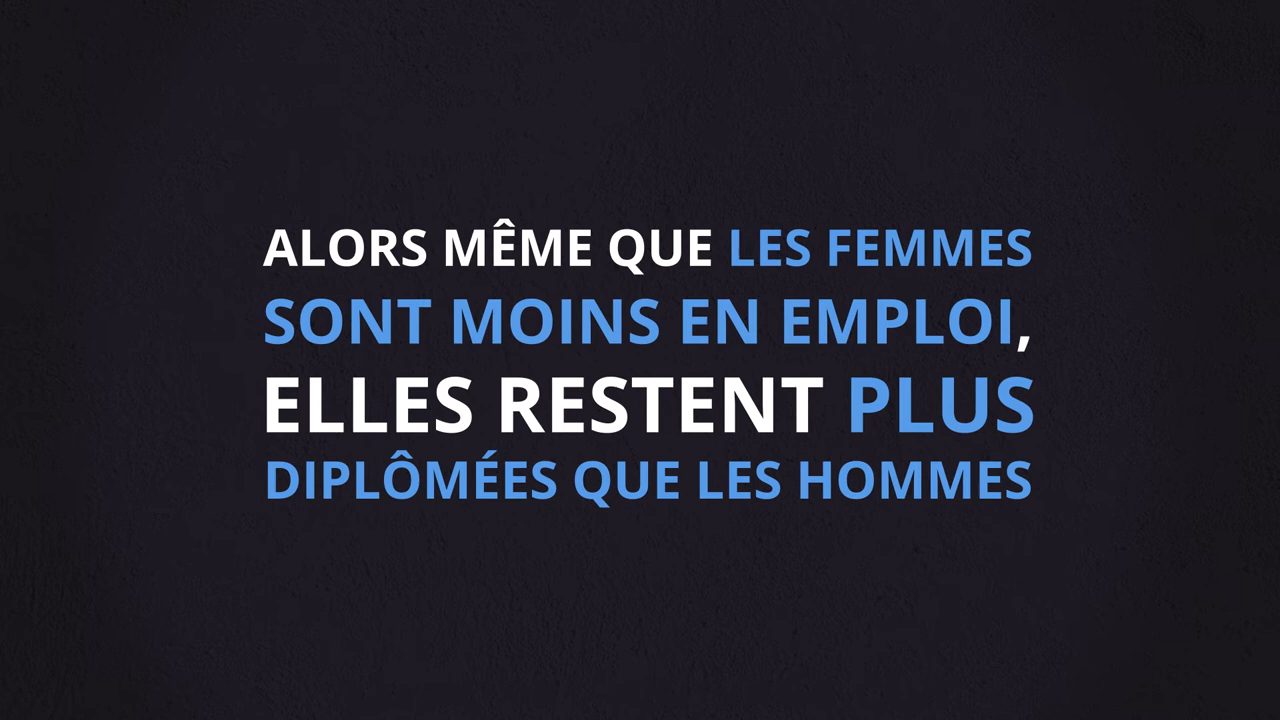 ALORS MÊME QUE LES FEMMES
SONT MOINS EN EMPLOI,
ELLES RESTENT PLUS
DIPLÔMÉES QUE LES HOMMES